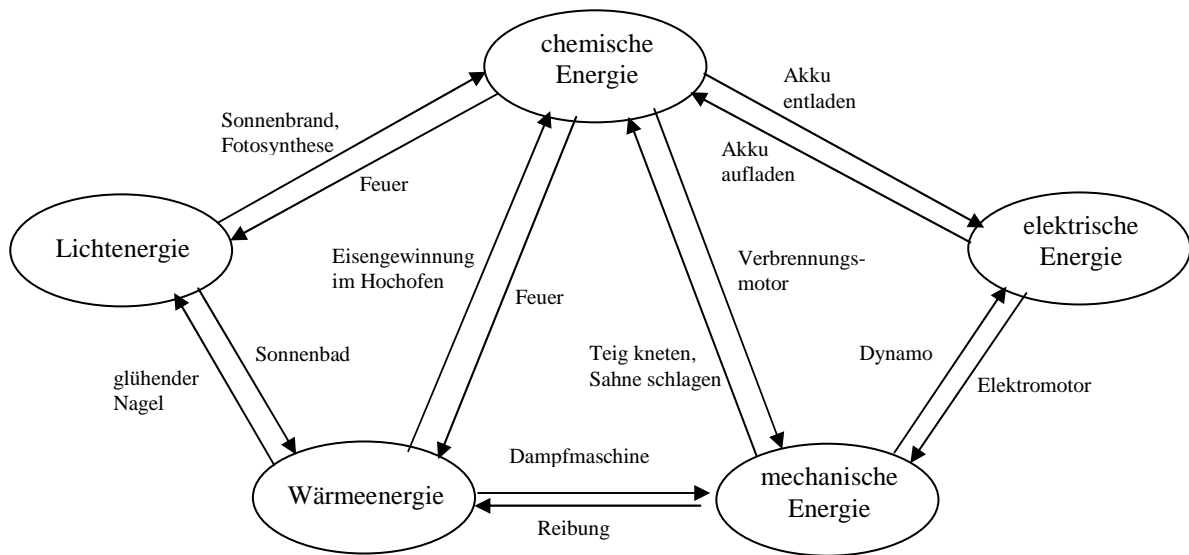 chemische
Energie
Akku
entladen
Sonnenbrand,
Fotosynthese
Akku
aufladen
Feuer
Lichtenergie
elektrische
Energie
Eisengewinnung
im Hochofen
Verbrennungs-
motor
Feuer
Sonnenbad
Teig kneten,
Sahne schlagen
Dynamo
glühender
Nagel
Elektromotor
Dampfmaschine
Wärmeenergie
mechanische
Energie
Reibung